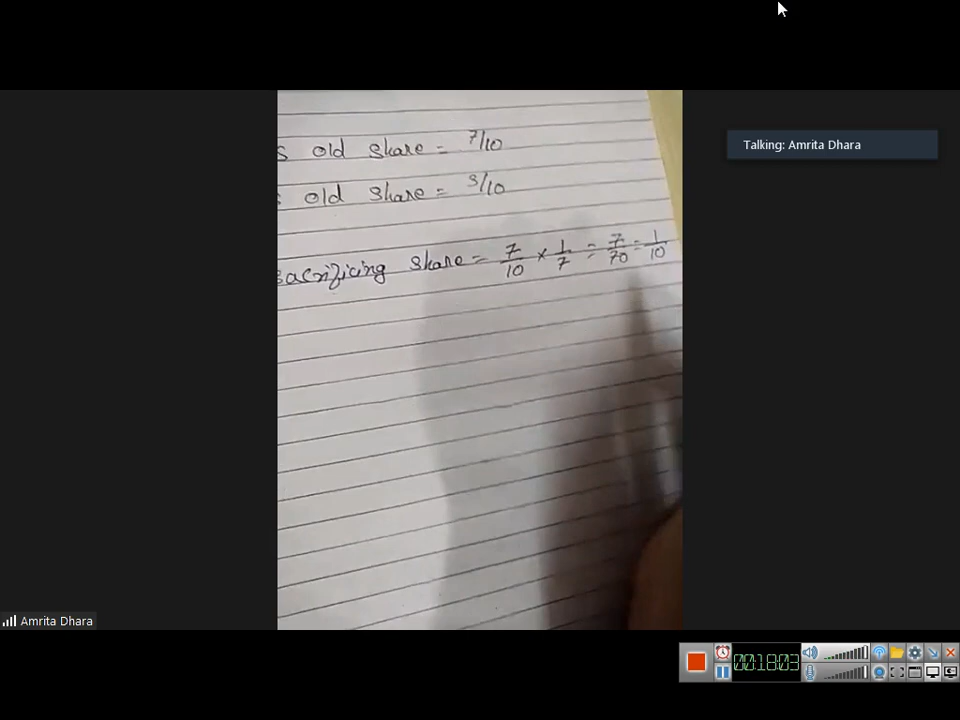 Talking: Amrita Dhara
s old share = 7/10
old share = 3/10
sacrificing share = 7/10 × 1/7 = 7/70 = 1/10
Amrita Dhara
00:18:03